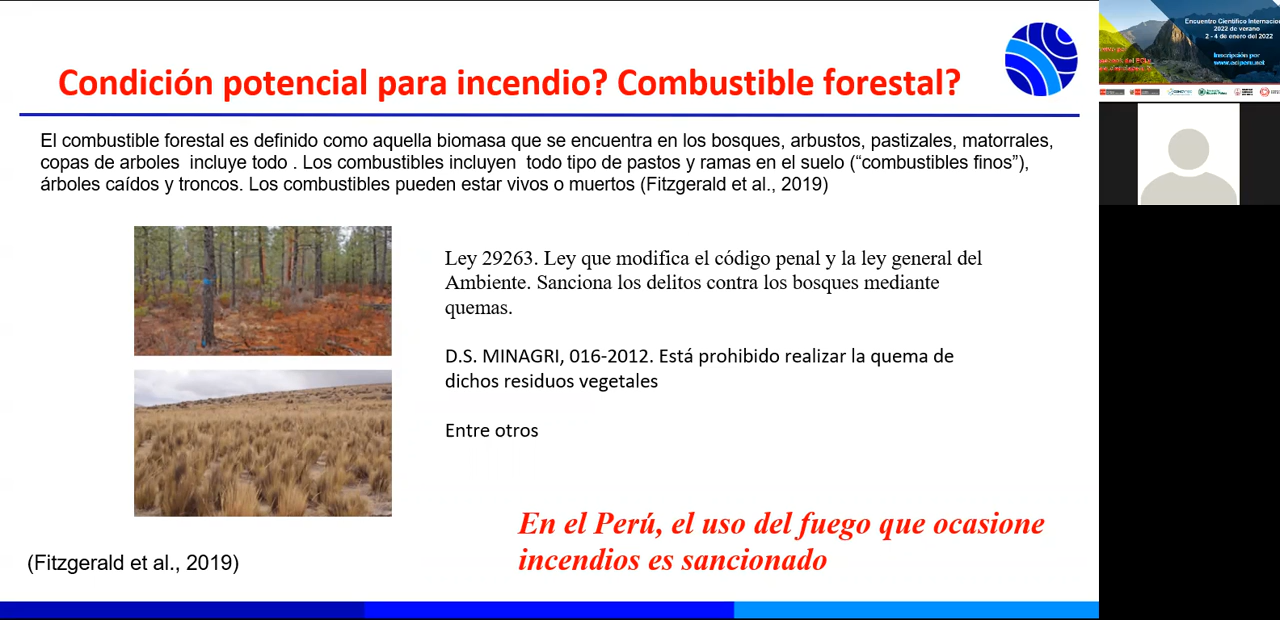 Condición potencial para incendio? Combustible forestal?
El combustible forestal es definido como aquella biomasa que se encuentra en los bosques, arbustos, pastizales, matorrales,
copas de arboles incluye todo . Los combustibles incluyen todo tipo de pastos y ramas en el suelo (“combustibles finos”),
árboles caídos y troncos. Los combustibles pueden estar vivos o muertos (Fitzgerald et al., 2019)
Ley 29263. Ley que modifica el código penal y la ley general del
Ambiente. Sanciona los delitos contra los bosques mediante
quemas.
D.S. MINAGRI, 016-2012. Está prohibido realizar la quema de
dichos residuos vegetales
Entre otros
En el Perú, el uso del fuego que ocasione
incendios es sancionado
(Fitzgerald et al., 2019)
Encuentro Científico Internacion
2022 de verano
2 - 4 de enero del 2022
Inscripción por
www.eciperu.net